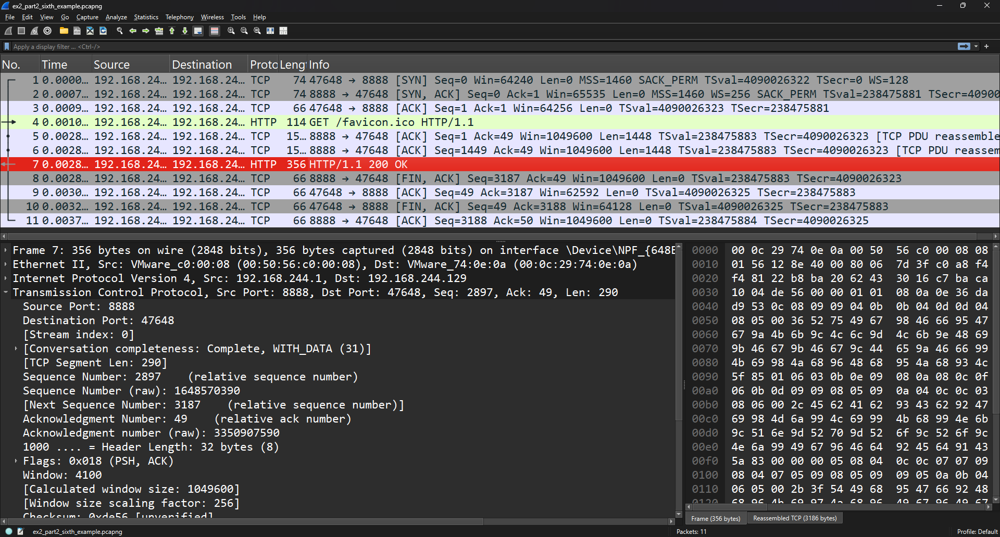 ex2_part2_sixth_example.pcapng
File Edit View Go Capture Analyze Statistics Telephony Wireless Tools Help
Apply a display filter ... <Ctrl-/>
No. Time Source Destination Proto Leng Info
1 0.0000… 192.168.24… 192.168.24… TCP 74 47648 → 8888 [SYN] Seq=0 Win=64240 Len=0 MSS=1460 SACK_PERM TSval=4090026322 TSecr=0 WS=128
2 0.0007… 192.168.24… 192.168.24… TCP 74 8888 → 47648 [SYN, ACK] Seq=0 Ack=1 Win=65535 Len=0 MSS=1460 WS=256 SACK_PERM TSval=238475881 TSecr=40900
3 0.0009… 192.168.24… 192.168.24… TCP 66 47648 → 8888 [ACK] Seq=1 Ack=1 Win=64256 Len=0 TSval=4090026323 TSecr=238475881
4 0.0010… 192.168.24… 192.168.24… HTTP 114 GET /favicon.ico HTTP/1.1
5 0.0028… 192.168.24… 192.168.24… TCP 15… 8888 → 47648 [ACK] Seq=1 Ack=49 Win=1049600 Len=1448 TSval=238475883 TSecr=4090026323 [TCP PDU reassemble
6 0.0028… 192.168.24… 192.168.24… TCP 15… 8888 → 47648 [ACK] Seq=1449 Ack=49 Win=1049600 Len=1448 TSval=238475883 TSecr=4090026323 [TCP PDU reassem
7 0.0028… 192.168.24… 192.168.24… HTTP 356 HTTP/1.1 200 OK
8 0.0028… 192.168.24… 192.168.24… TCP 66 8888 → 47648 [FIN, ACK] Seq=3187 Ack=49 Win=1049600 Len=0 TSval=238475883 TSecr=4090026323
9 0.0030… 192.168.24… 192.168.24… TCP 66 47648 → 8888 [ACK] Seq=49 Ack=3187 Win=62592 Len=0 TSval=4090026325 TSecr=238475883
10 0.0032… 192.168.24… 192.168.24… TCP 66 47648 → 8888 [FIN, ACK] Seq=49 Ack=3188 Win=64128 Len=0 TSval=4090026325 TSecr=238475883
11 0.0037… 192.168.24… 192.168.24… TCP 66 8888 → 47648 [ACK] Seq=3188 Ack=50 Win=1049600 Len=0 TSval=238475884 TSecr=4090026325
Frame 7: 356 bytes on wire (2848 bits), 356 bytes captured (2848 bits) on interface \Device\NPF_{648E
Ethernet II, Src: VMware_c0:00:08 (00:50:56:c0:00:08), Dst: VMware_74:0e:0a (00:0c:29:74:0e:0a)
Internet Protocol Version 4, Src: 192.168.244.1, Dst: 192.168.244.129
Transmission Control Protocol, Src Port: 8888, Dst Port: 47648, Seq: 2897, Ack: 49, Len: 290
Source Port: 8888
Destination Port: 47648
[Stream index: 0]
[Conversation completeness: Complete, WITH_DATA (31)]
[TCP Segment Len: 290]
Sequence Number: 2897 (relative sequence number)
Sequence Number (raw): 1648570390
[Next Sequence Number: 3187 (relative sequence number)]
Acknowledgment Number: 49 (relative ack number)
Acknowledgment number (raw): 3350907590
1000 .... = Header Length: 32 bytes (8)
Flags: 0x018 (PSH, ACK)
Window: 4100
[Calculated window size: 1049600]
[Window size scaling factor: 256]
Checksum: 0xde56 [unverified]
0000 00 0c 29 74 0e 0a 00 50 56 c0 00 08 08
0010 01 56 12 8e 40 00 80 06 7d 3f c0 a8 f4
0020 f4 81 22 b8 ba 20 62 43 30 16 c7 ba ca
0030 10 04 de 56 00 00 01 01 08 0a 0e 36 da
0040 d9 53 0c 08 09 09 04 0b 0b 04 0d 0d 04
0050 08 05 00 36 52 75 49 67 98 46 66 95 47
0060 67 9a 4b 6b 9c 4c 6c 9d 4c 6b 9e 48 69
0070 9b 46 67 9b 46 67 9c 44 65 9a 46 66 99
0080 4b 69 98 4a 68 96 48 68 95 4a 68 93 4c
0090 5f 85 01 06 03 0b 0e 09 08 0a 08 0c 0f
00a0 06 0b 0d 09 09 08 05 09 0a 04 0c 0c 03
00b0 08 06 00 2c 45 62 41 62 93 43 62 92 47
00c0 69 98 4d 6a 99 4c 69 99 4b 68 99 4e 6b
00d0 9c 51 6e 9d 52 70 9d 52 6f 9c 52 6f 9c
00e0 4e 6a 99 49 67 96 46 64 92 45 64 91 43
00f0 5a 83 00 00 00 05 08 04 0c 0c 07 07 09
0100 08 04 07 05 09 08 05 09 09 05 0a 0b 04
0110 06 05 00 2b 3f 54 49 68 95 47 66 92 48
0120 68 96 4b 69 97 4a 68 96 49 67 96 49 67
Frame (356 bytes) Reassembled TCP (3186 bytes)
ex2_part2_sixth_example.pcapng Packets: 11 Profile: Default